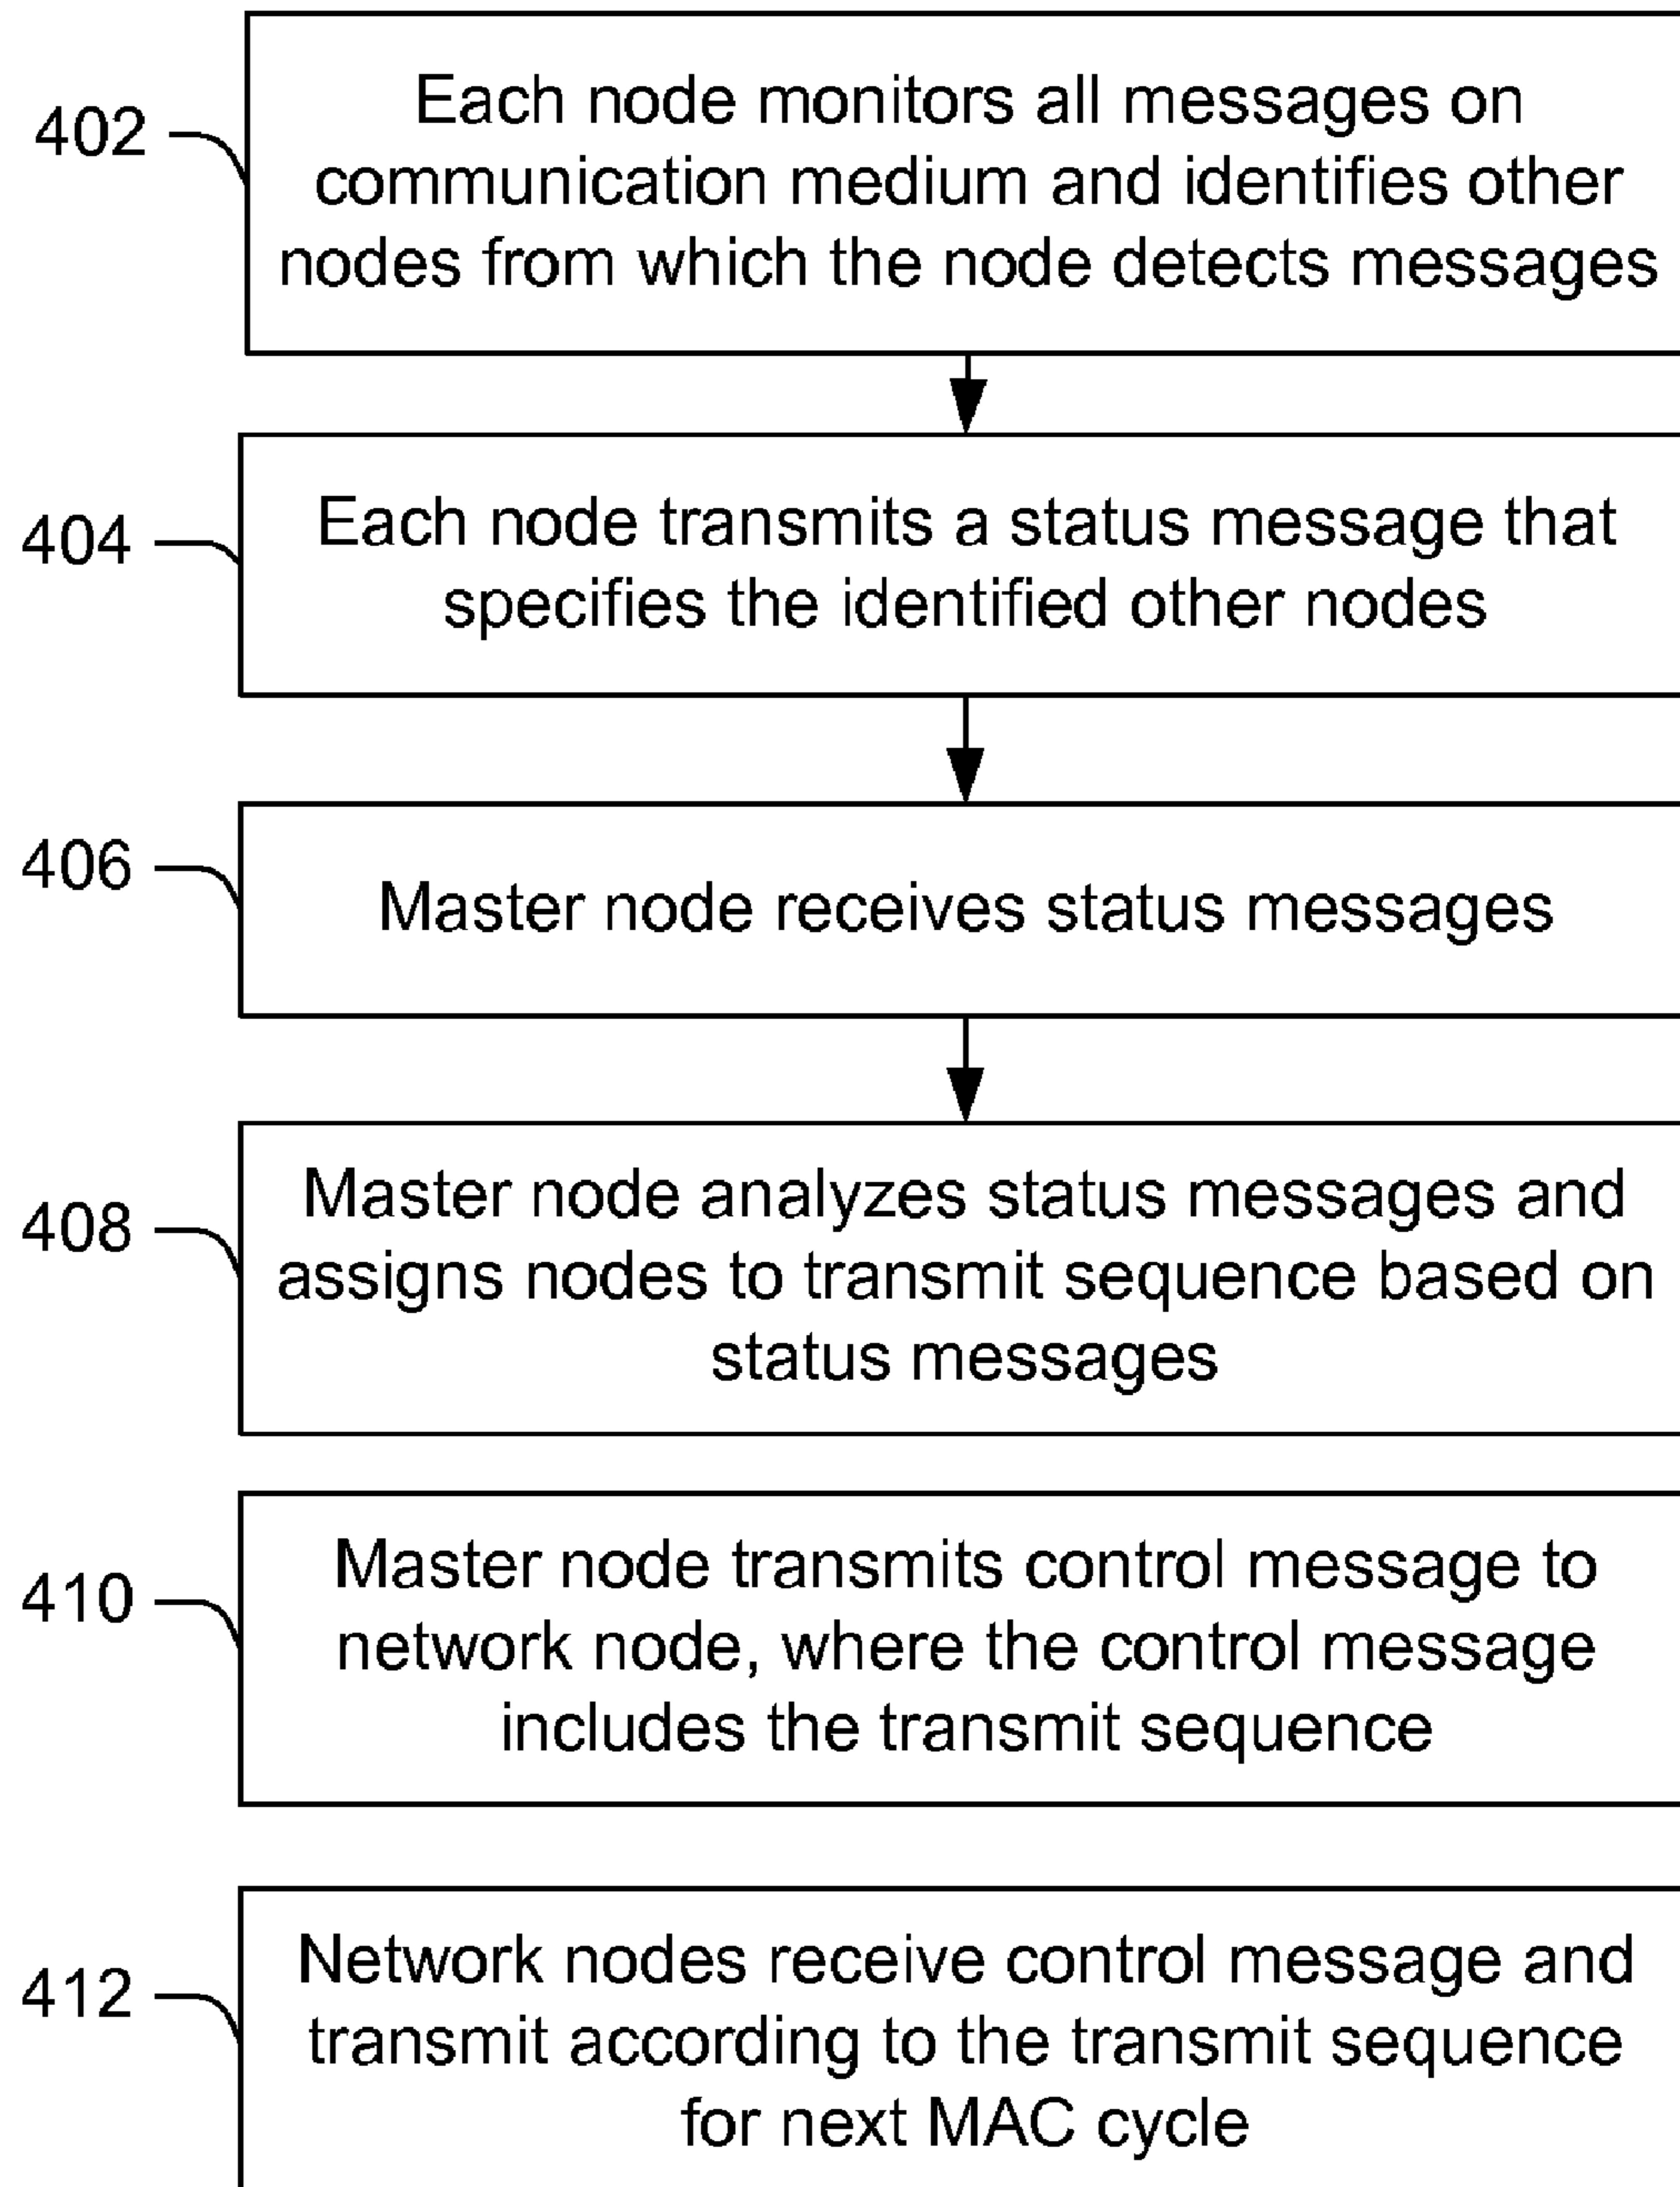 402
Each node monitors all messages on
communication medium and identifies other
nodes from which the node detects messages
404
Each node transmits a status message that
specifies the identified other nodes
406
Master node receives status messages
408
Master node analyzes status messages and
assigns nodes to transmit sequence based on
status messages
410
Master node transmits control message to
network node, where the control message
includes the transmit sequence
412
Network nodes receive control message and
transmit according to the transmit sequence
for next MAC cycle